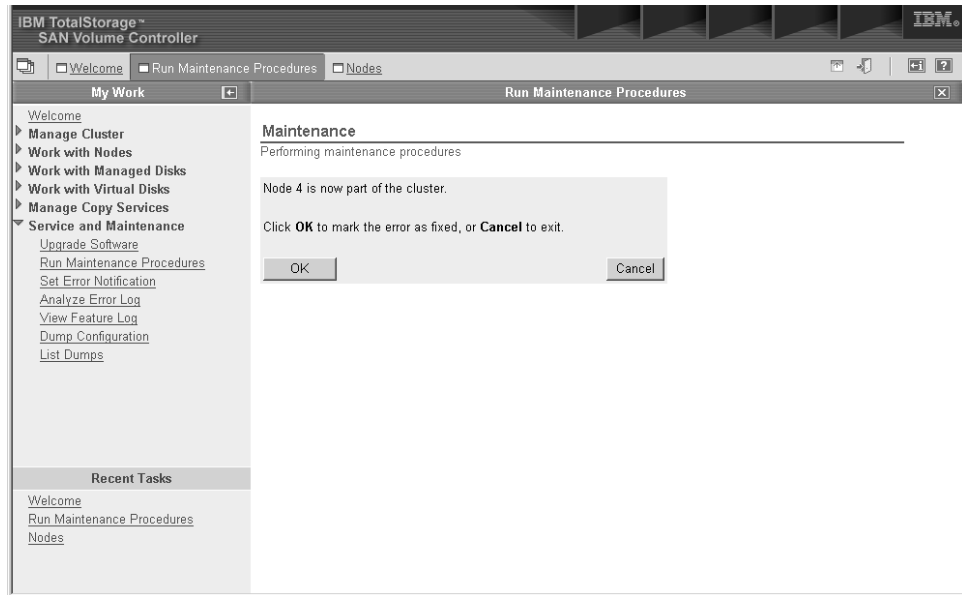 IBM TotalStorage™
SAN Volume Controller
IBM®
Welcome
Run Maintenance Procedures
Nodes
My Work
Run Maintenance Procedures
Welcome
Manage Cluster
Work with Nodes
Work with Managed Disks
Work with Virtual Disks
Manage Copy Services
Service and Maintenance
Upgrade Software
Run Maintenance Procedures
Set Error Notification
Analyze Error Log
View Feature Log
Dump Configuration
List Dumps
Maintenance
Performing maintenance procedures
Node 4 is now part of the cluster.
Click OK to mark the error as fixed, or Cancel to exit.
OK
Cancel
Recent Tasks
Welcome
Run Maintenance Procedures
Nodes